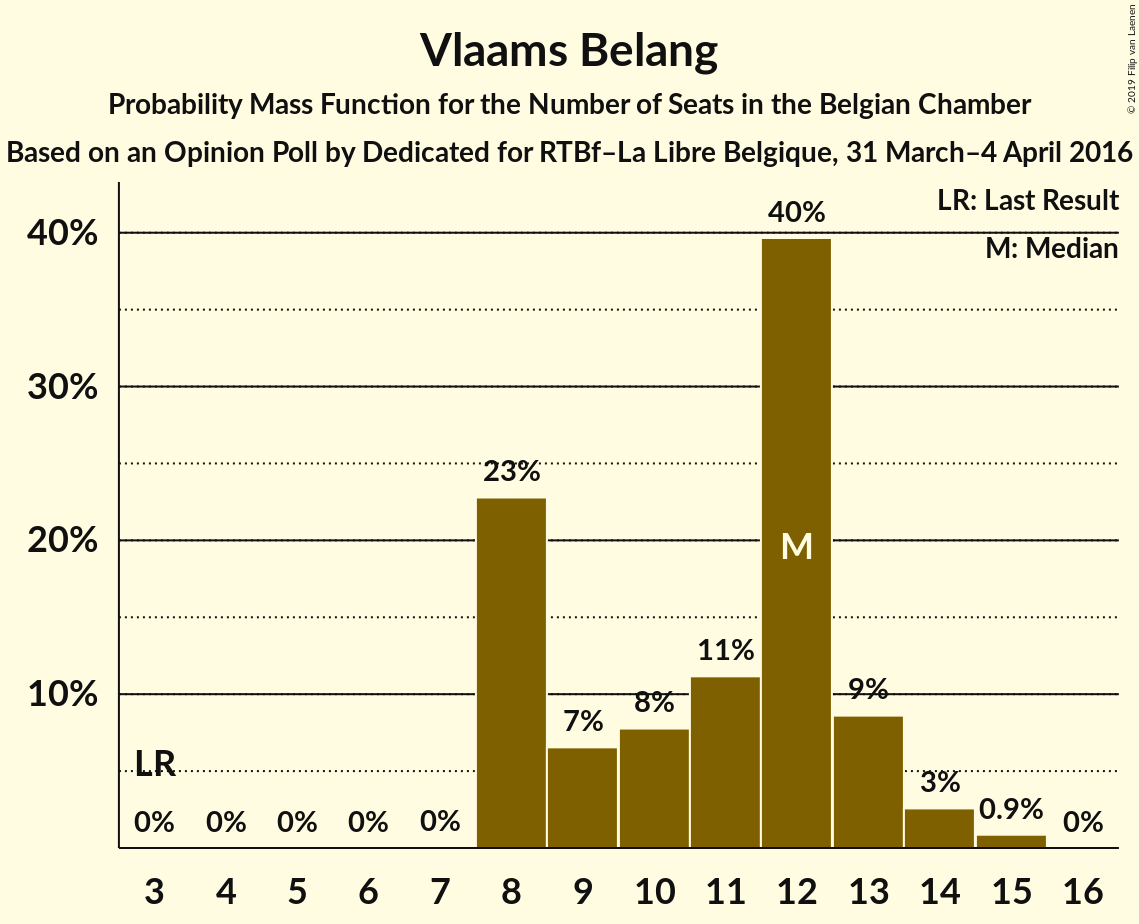 Vlaams Belang
Probability Mass Function for the Number of Seats in the Belgian Chamber
Based on an Opinion Poll by Dedicated for RTBf–La Libre Belgique, 31 March–4 April 2016
© 2019 Filip van Laenen
LR: Last Result
M: Median
40%
30%
20%
10%
LR
0% 0% 0% 0% 0% 23% 7% 8% 11% 40% 9% 3% 0.9% 0%
M
3 4 5 6 7 8 9 10 11 12 13 14 15 16